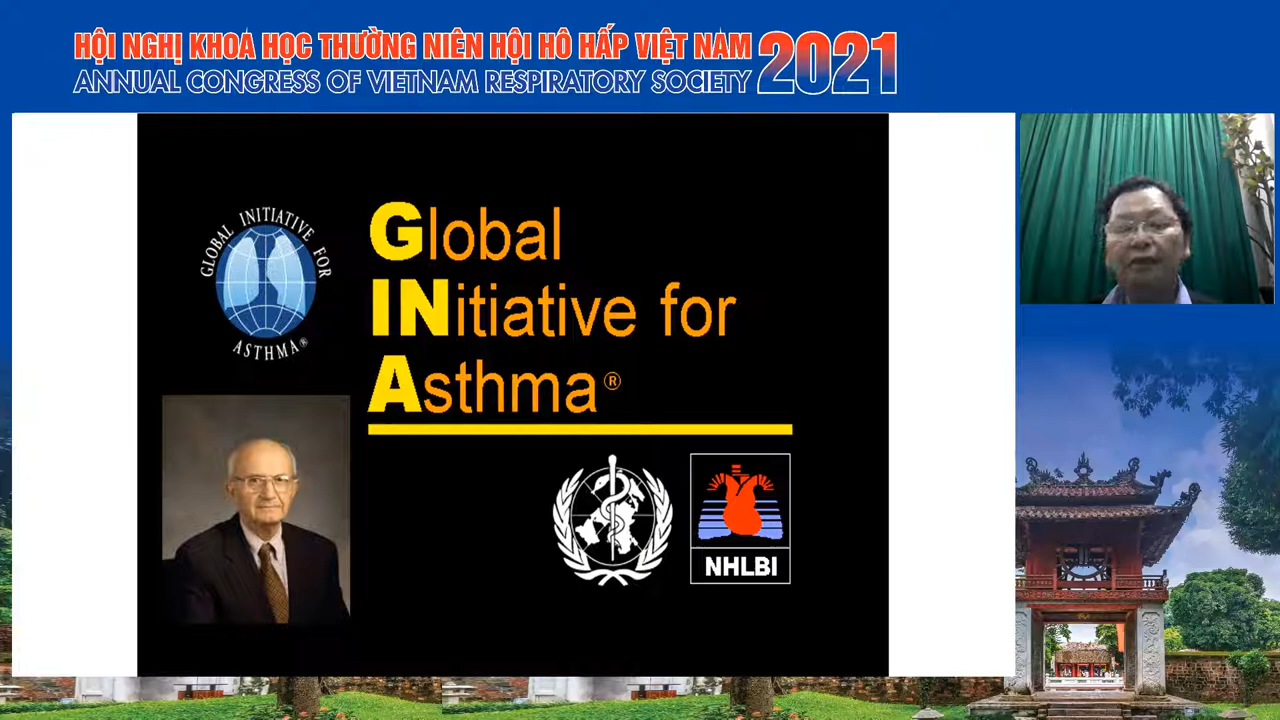 HỘI NGHỊ KHOA HỌC THƯỜNG NIÊN HỘI HÔ HẤP VIỆT NAM 2021
ANNUAL CONGRESS OF VIETNAM RESPIRATORY SOCIETY
GLOBAL INITIATIVE FOR
ASTHMA®
Global
INitiative for
Asthma®
NHLBI